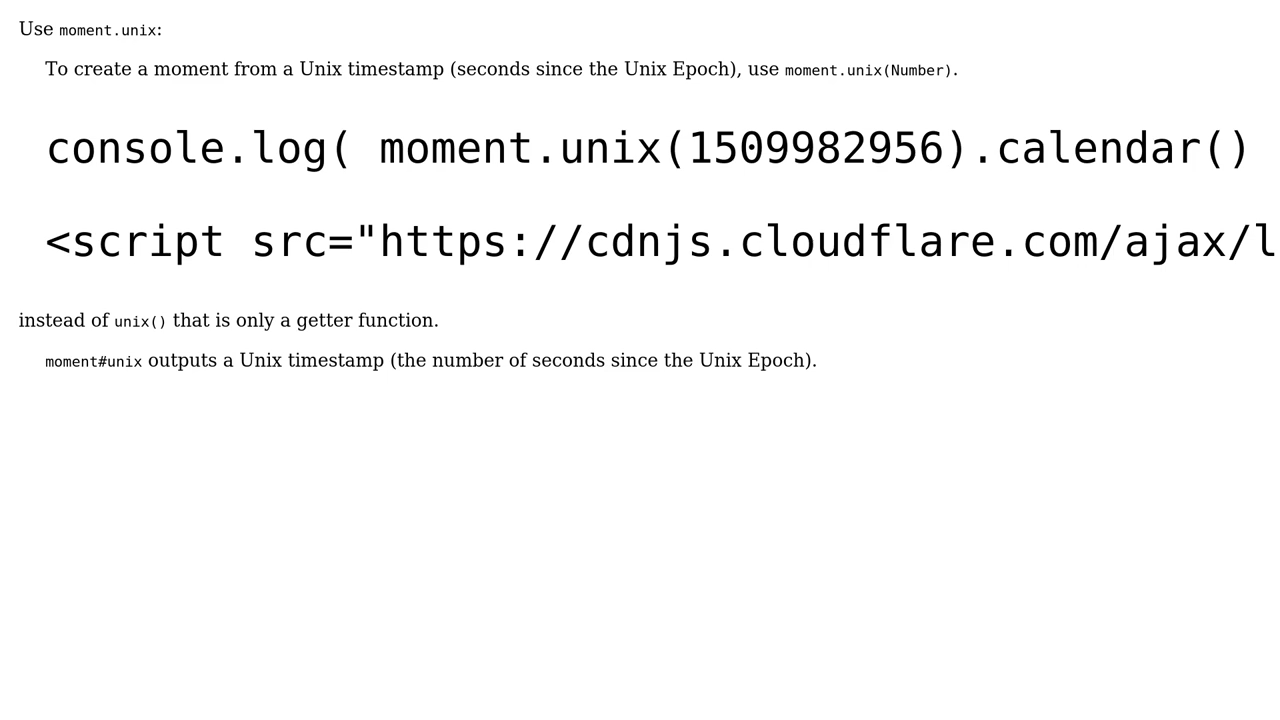 Use moment.unix:
To create a moment from a Unix timestamp (seconds since the Unix Epoch), use moment.unix(Number).
console.log( moment.unix(1509982956).calendar()
<script src="https://cdnjs.cloudflare.com/ajax/l
instead of unix() that is only a getter function.
moment#unix outputs a Unix timestamp (the number of seconds since the Unix Epoch).